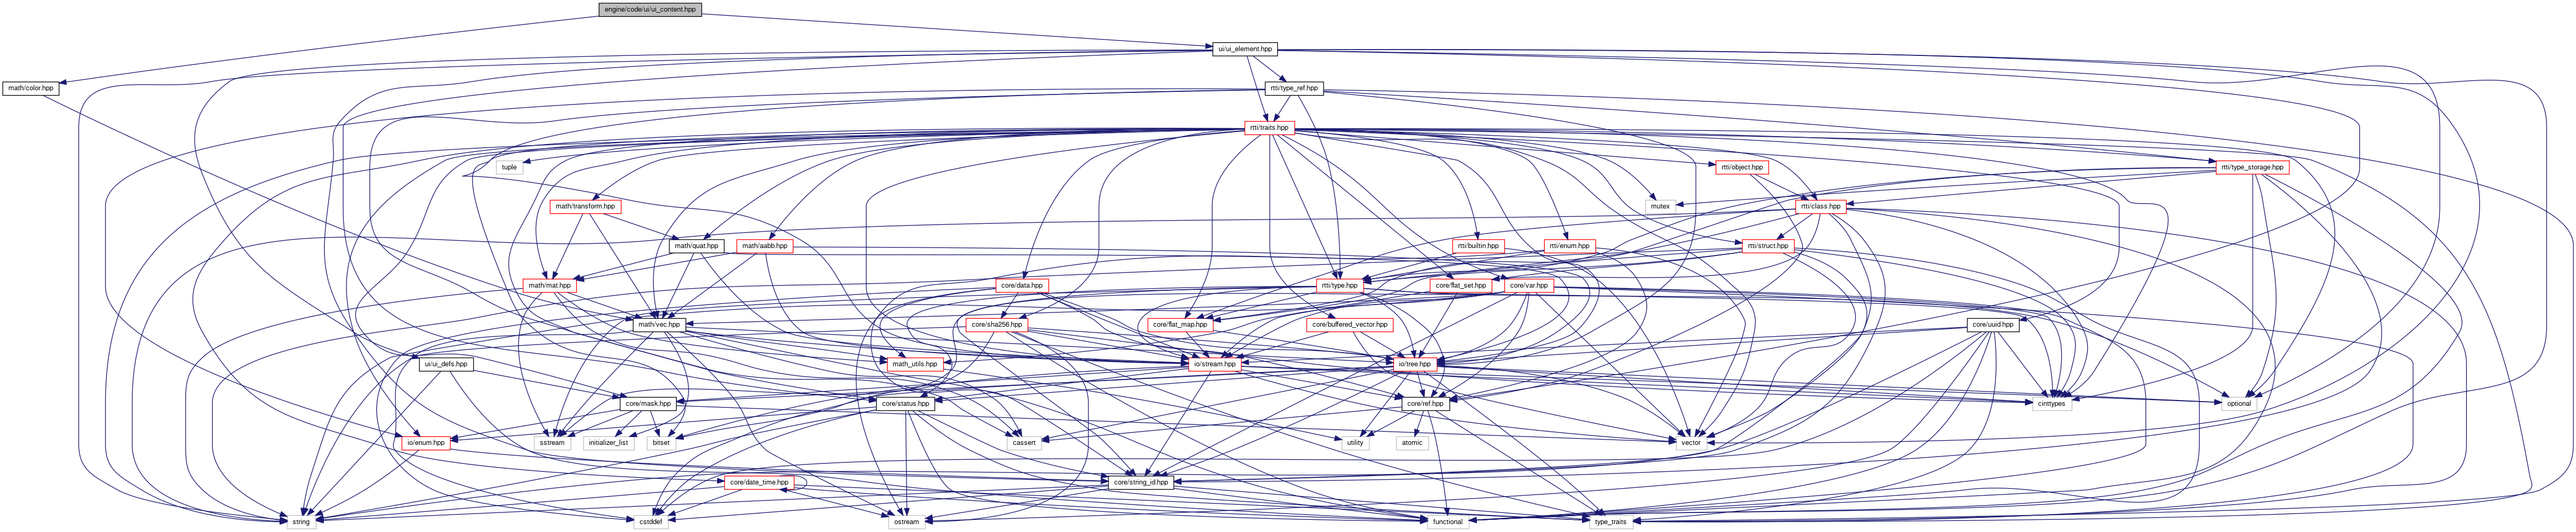 engine/code/ui/ui_content.hpp
ui/ui_element.hpp
math/color.hpp
rtti/type_ref.hpp
rtti/traits.hpp
tuple
rtti/object.hpp
rtti/type_storage.hpp
math/transform.hpp
mutex
rtti/class.hpp
math/quat.hpp
math/aabb.hpp
rtti/builtin.hpp
rtti/enum.hpp
rtti/struct.hpp
math/mat.hpp
core/data.hpp
rtti/type.hpp
core/flat_set.hpp
core/var.hpp
math/vec.hpp
core/sha256.hpp
core/flat_map.hpp
core/buffered_vector.hpp
core/uuid.hpp
ui/ui_defs.hpp
math_utils.hpp
io/stream.hpp
io/tree.hpp
core/mask.hpp
core/status.hpp
core/ref.hpp
cinttypes
optional
io/enum.hpp
sstream
initializer_list
bitset
cassert
utility
atomic
vector
core/date_time.hpp
core/string_id.hpp
string
cstddef
ostream
functional
type_traits